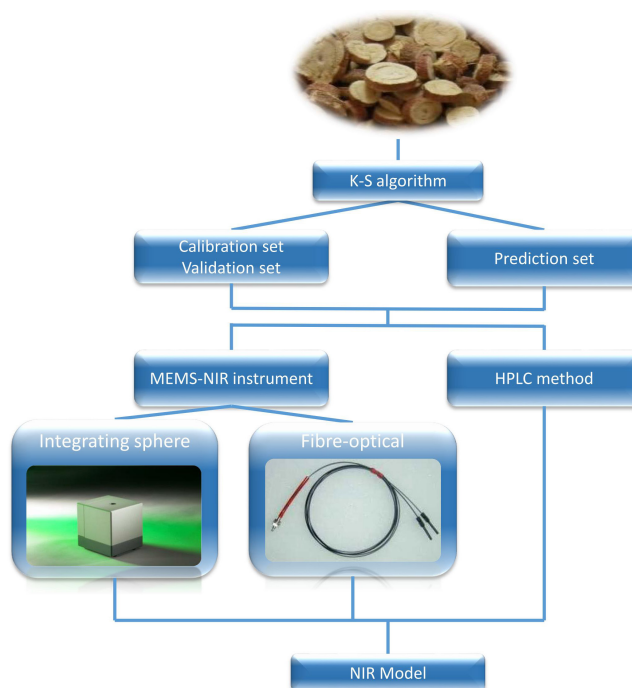 K-S algorithm
Calibration set
Validation set
Prediction set
MEMS-NIR instrument
HPLC method
Integrating sphere
Fibre-optical
NIR Model